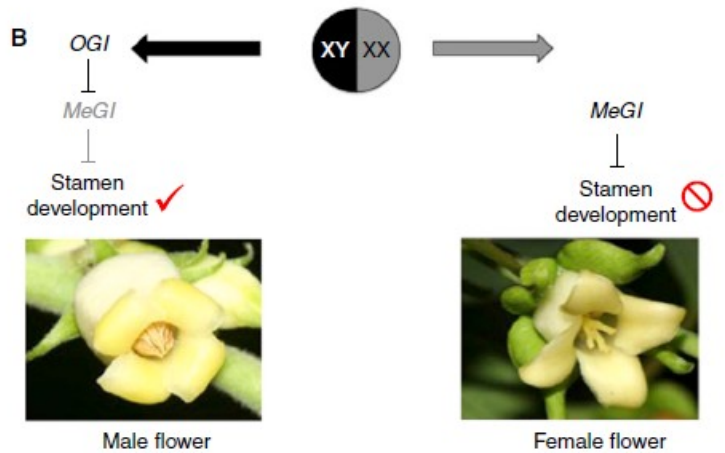 B
OGI
XY XX
MeGI
MeGI
Stamen
development
Stamen
development
Male flower
Female flower